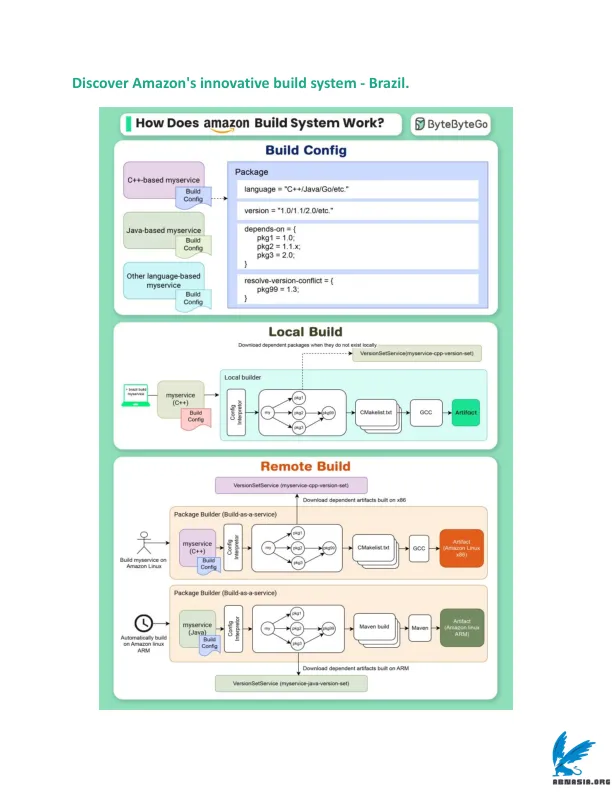 Discover Amazon's innovative build system - Brazil.
How Does amazon Build System Work?
ByteByteGo
Build Config
C++-based myservice
Build
Config
Java-based myservice
Build
Config
Other language-based
myservice
Build
Config
Package
language = "C++/Java/Go/etc."
version = "1.0/1.1/2.0/etc."
depends-on = {
pkg1 = 1.0;
pkg2 = 1.1.x;
pkg3 = 2.0;
}
resolve-version-conflict = {
pkg99 = 1.3;
}
Local Build
Download dependent packages when they do not exist locally
VersionSetService(myservice-cpp-version-set)
Local builder
myservice
myservice
(C++)
Build
Config
Config
Interpretor
my
pkg1
pkg2
pkg3
pkg99
CMakelist.txt
GCC
Artifact
Remote Build
VersionSetService (myservice-cpp-version-set)
Download dependent artifacts built on x86
Package Builder (Build-as-a-service)
Build myservice on
Amazon Linux
myservice
(C++)
Build
Config
Config
Interpretor
my
pkg1
pkg2
pkg3
pkg99
CMakelist.txt
GCC
Artifact
(Amazon Linux
x86)
Package Builder (Build-as-a-service)
Automatically build
on Amazon linux
ARM
myservice
(Java)
Build
Config
Config
Interpretor
my
pkg1
pkg2
pkg3
pkg99
Maven build
Maven
Artifact
(Amazon linux
ARM)
Download dependent artifacts built on ARM
VersionSetService (myservice-java-version-set)
ABNASIA.ORG